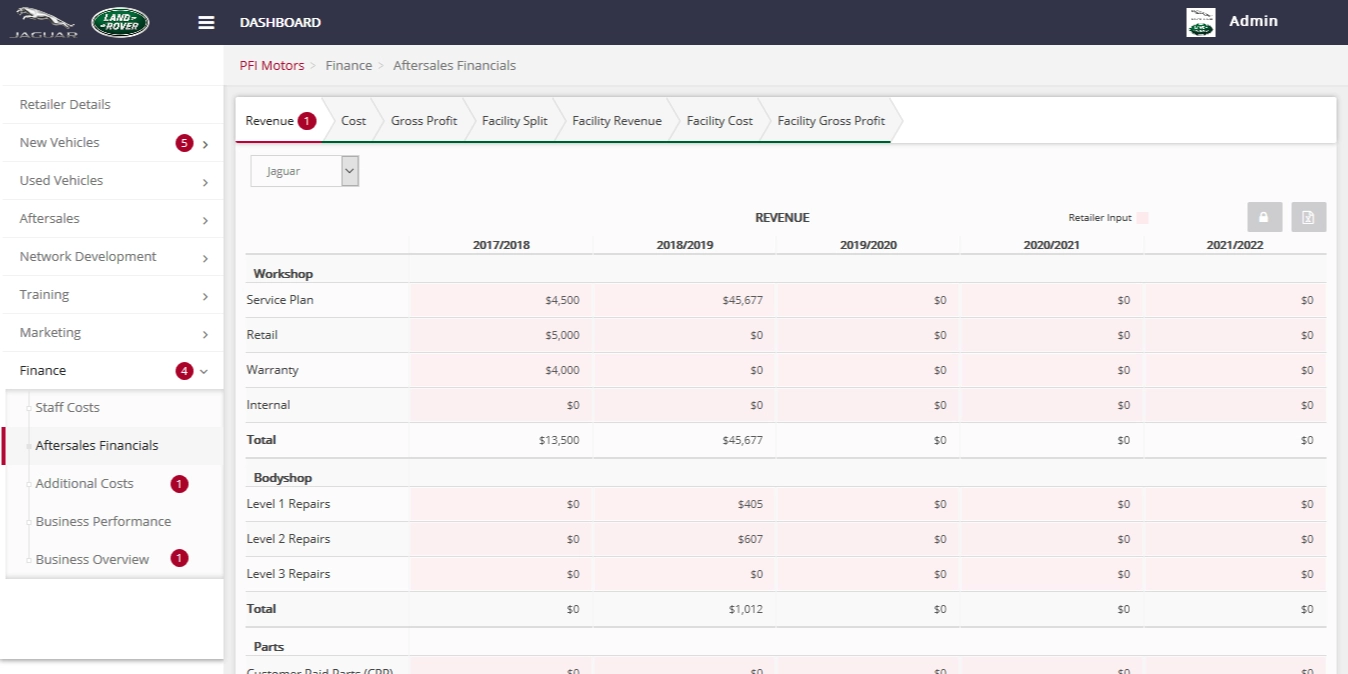 JAGUAR
LAND-
-ROVER
DASHBOARD
Admin
PFI Motors > Finance > Aftersales Financials
Retailer Details
New Vehicles 5
Used Vehicles
Aftersales
Network Development
Training
Marketing
Finance 4
Staff Costs
Aftersales Financials
Additional Costs 1
Business Performance
Business Overview 1
Revenue 1 Cost Gross Profit Facility Split Facility Revenue Facility Cost Facility Gross Profit
Jaguar
REVENUE Retailer Input
2017/2018 2018/2019 2019/2020 2020/2021 2021/2022
Workshop
Service Plan $4,500 $45,677 $0 $0 $0
Retail $5,000 $0 $0 $0 $0
Warranty $4,000 $0 $0 $0 $0
Internal $0 $0 $0 $0 $0
Total $13,500 $45,677 $0 $0 $0
Bodyshop
Level 1 Repairs $0 $405 $0 $0 $0
Level 2 Repairs $0 $607 $0 $0 $0
Level 3 Repairs $0 $0 $0 $0 $0
Total $0 $1,012 $0 $0 $0
Parts
Customer Paid Parts (CPP) $0 $0 $0 $0 $0